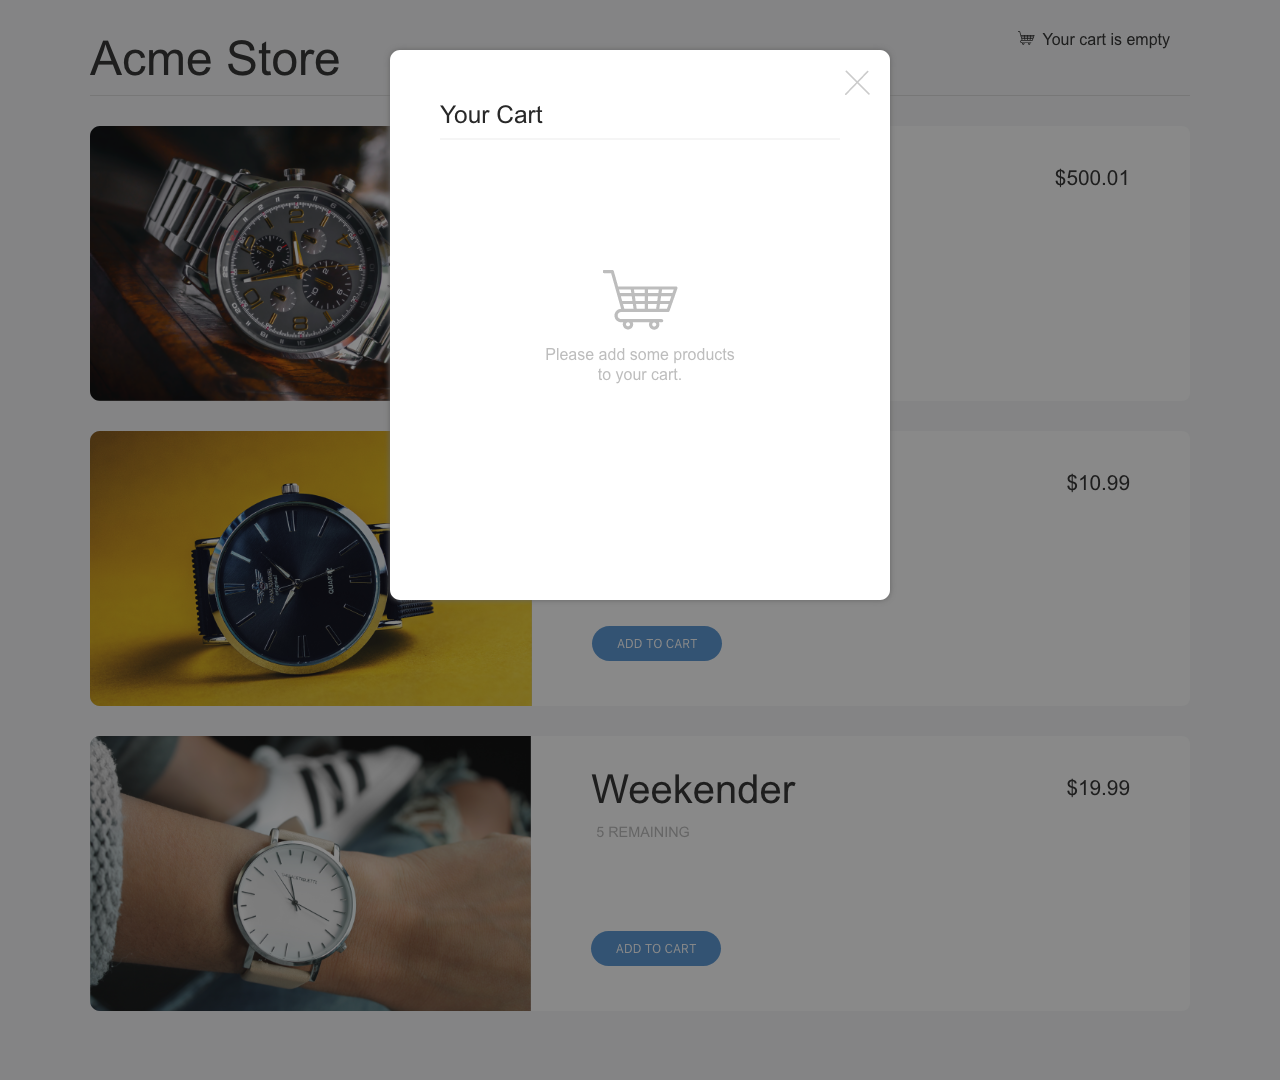 Acme Store
Your cart is empty
Your Cart
Please add some products
to your cart.
$500.01
$10.99
QUARTZ
ADD TO CART
Weekender
$19.99
5 REMAINING
ADD TO CART